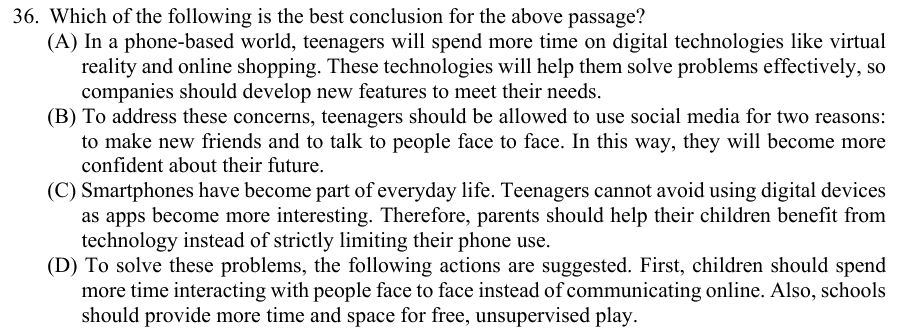 36. Which of the following is the best conclusion for the above passage?
(A) In a phone-based world, teenagers will spend more time on digital technologies like virtual
reality and online shopping. These technologies will help them solve problems effectively, so
companies should develop new features to meet their needs.
(B) To address these concerns, teenagers should be allowed to use social media for two reasons:
to make new friends and to talk to people face to face. In this way, they will become more
confident about their future.
(C) Smartphones have become part of everyday life. Teenagers cannot avoid using digital devices
as apps become more interesting. Therefore, parents should help their children benefit from
technology instead of strictly limiting their phone use.
(D) To solve these problems, the following actions are suggested. First, children should spend
more time interacting with people face to face instead of communicating online. Also, schools
should provide more time and space for free, unsupervised play.